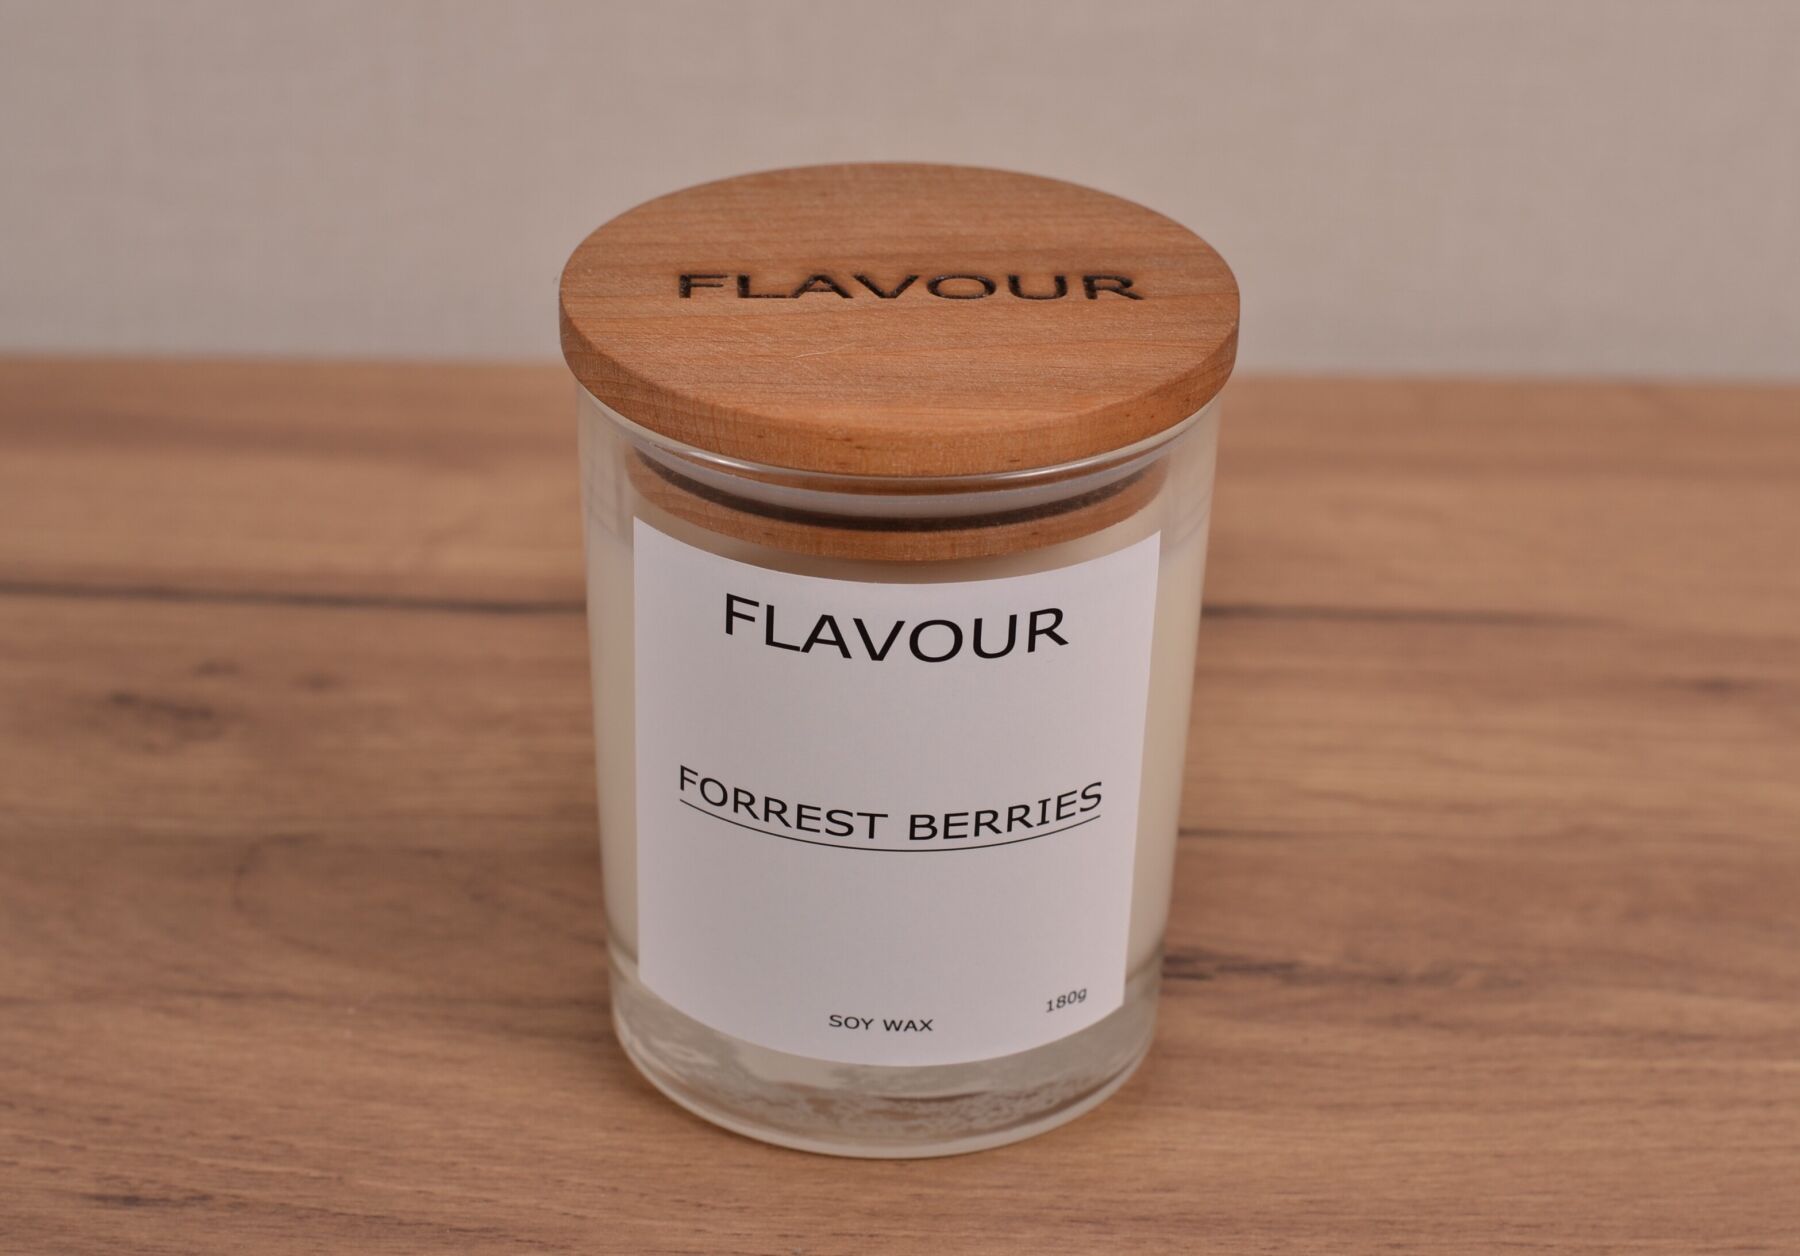 FLAVOUR
FLAVOUR
FORREST BERRIES
SOY WAX
180g